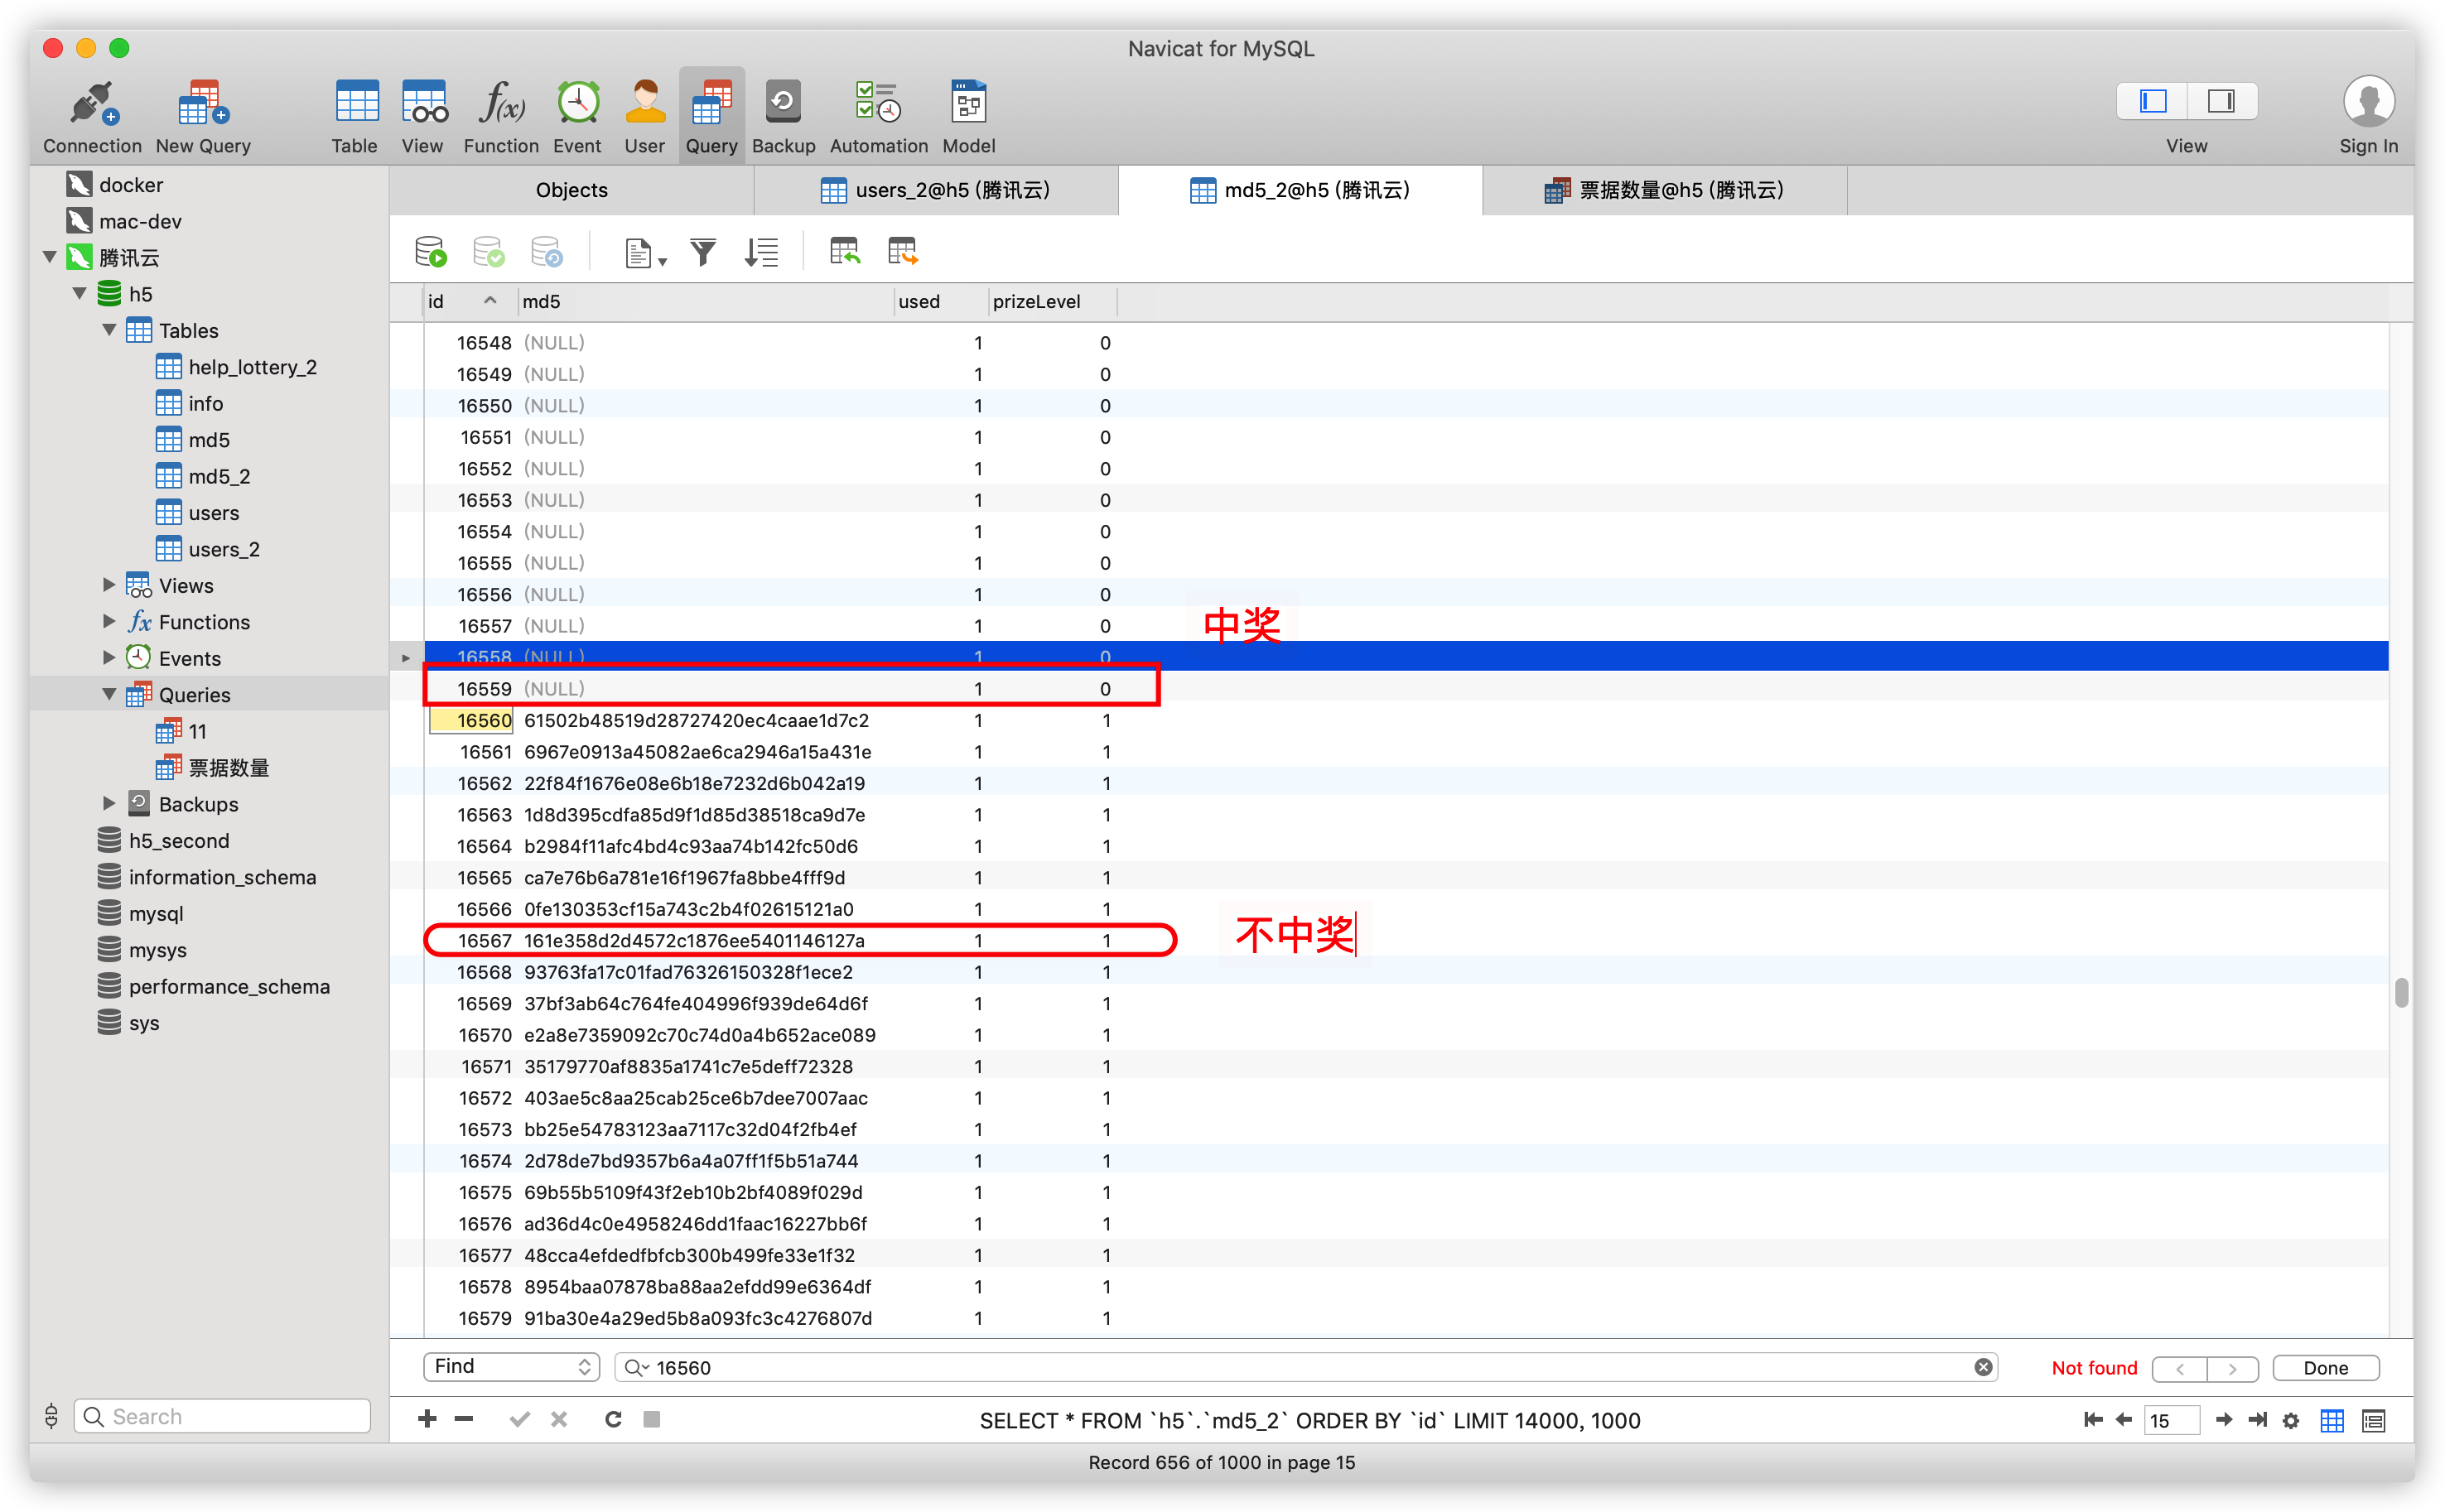 Navicat for MySQL
Connection New Query Table View Function Event User Query Backup Automation Model View Sign In
docker
mac-dev
腾讯云
h5
Tables
help_lottery_2
info
md5
md5_2
users
users_2
Views
Functions
Events
Queries
11
票据数量
Backups
h5_second
information_schema
mysql
mysys
performance_schema
sys
Search
Objects users_2@h5 (腾讯云) md5_2@h5 (腾讯云) 票据数量@h5 (腾讯云)
id md5 used prizeLevel
16548 (NULL) 1 0
16549 (NULL) 1 0
16550 (NULL) 1 0
16551 (NULL) 1 0
16552 (NULL) 1 0
16553 (NULL) 1 0
16554 (NULL) 1 0
16555 (NULL) 1 0
16556 (NULL) 1 0
16557 (NULL) 1 0
中奖
16558 (NULL) 1 0
16559 (NULL) 1 0
16560 61502b48519d28727420ec4caae1d7c2 1 1
16561 6967e0913a45082ae6ca2946a15a431e 1 1
16562 22f84f1676e08e6b18e7232d6b042a19 1 1
16563 1d8d395cdfa85d9f1d85d38518ca9d7e 1 1
16564 b2984f11afc4bd4c93aa74b142fc50d6 1 1
16565 ca7e76b6a781e16f1967fa8bbe4fff9d 1 1
16566 0fe130353cf15a743c2b4f02615121a0 1 1
16567 161e358d2d4572c1876ee5401146127a 1 1
不中奖
16568 93763fa17c01fad76326150328f1ece2 1 1
16569 37bf3ab64c764fe404996f939de64d6f 1 1
16570 e2a8e7359092c70c74d0a4b652ace089 1 1
16571 35179770af8835a1741c7e5deff72328 1 1
16572 403ae5c8aa25cab25ce6b7dee7007aac 1 1
16573 bb25e54783123aa7117c32d04f2fb4ef 1 1
16574 2d78de7bd9357b6a4a07ff1f5b51a744 1 1
16575 69b55b5109f43f2eb10b2bf4089f029d 1 1
16576 ad36d4c0e4958246dd1faac16227bb6f 1 1
16577 48cca4efdedfbfcb300b499fe33e1f32 1 1
16578 8954baa07878ba88aa2efdd99e6364df 1 1
16579 91ba30e4a29ed5b8a093fc3c4276807d 1 1
Find 16560 Not found Done
SELECT * FROM `h5`.`md5_2` ORDER BY `id` LIMIT 14000, 1000 15
Record 656 of 1000 in page 15